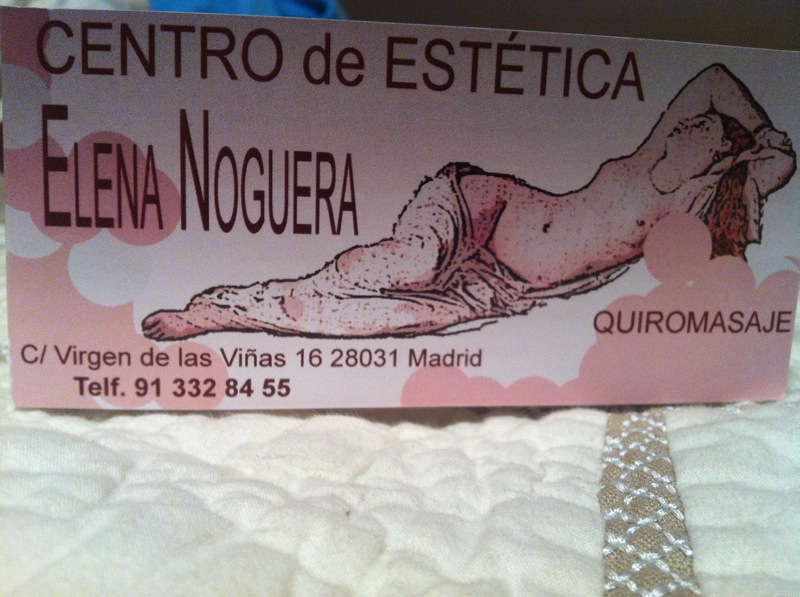 CENTRO de ESTÉTICA
ELENA NOGUERA
QUIROMASAJE
C/ Virgen de las Viñas 16 28031 Madrid
Telf. 91 332 84 55